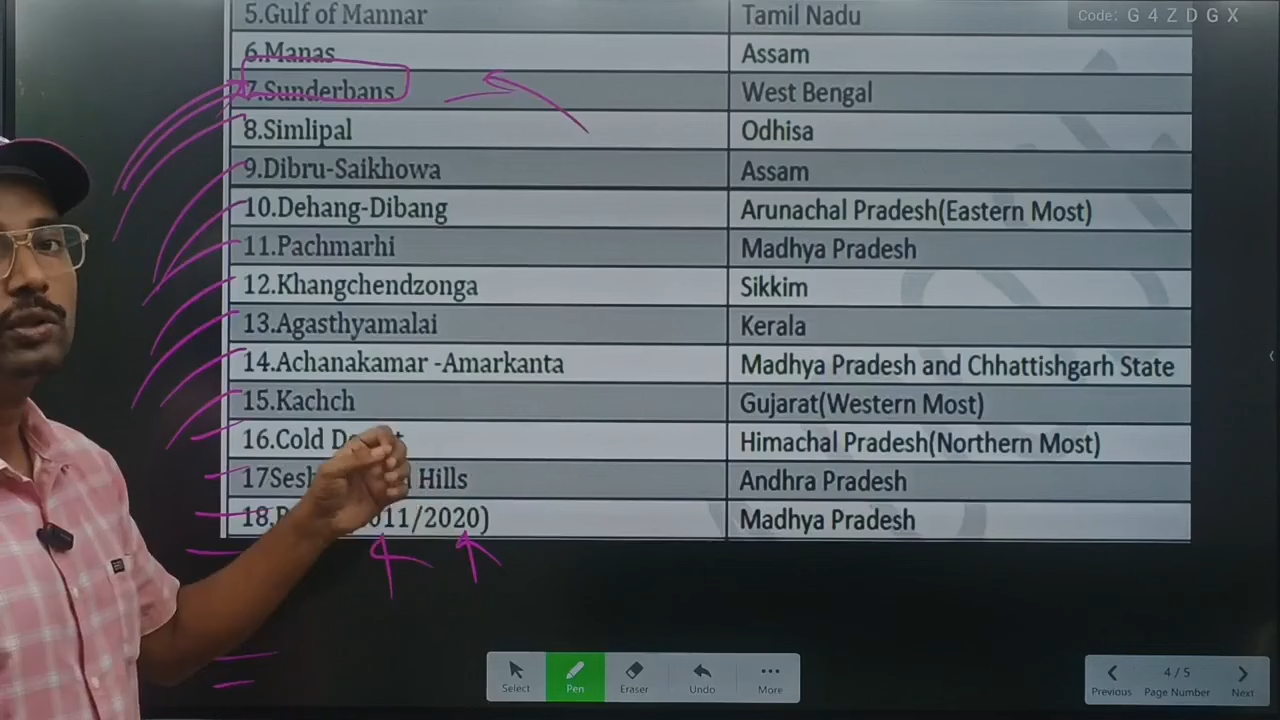 5.Gulf of Mannar Tamil Nadu
Code: G 4 Z D G X
6.Manas Assam
7.Sunderbans West Bengal
8.Simlipal Odhisa
9.Dibru-Saikhowa Assam
10.Dehang-Dibang Arunachal Pradesh(Eastern Most)
11.Pachmarhi Madhya Pradesh
12.Khangchendzonga Sikkim
13.Agasthyamalai Kerala
14.Achanakamar -Amarkanta Madhya Pradesh and Chhattishgarh State
15.Kachch Gujarat(Western Most)
16.Cold Himachal Pradesh(Northern Most)
Hills Andhra Pradesh
18. 011/2020) Madhya Pradesh
Select Pen Eraser Undo More
Previous 4 / 5 Page Number Next